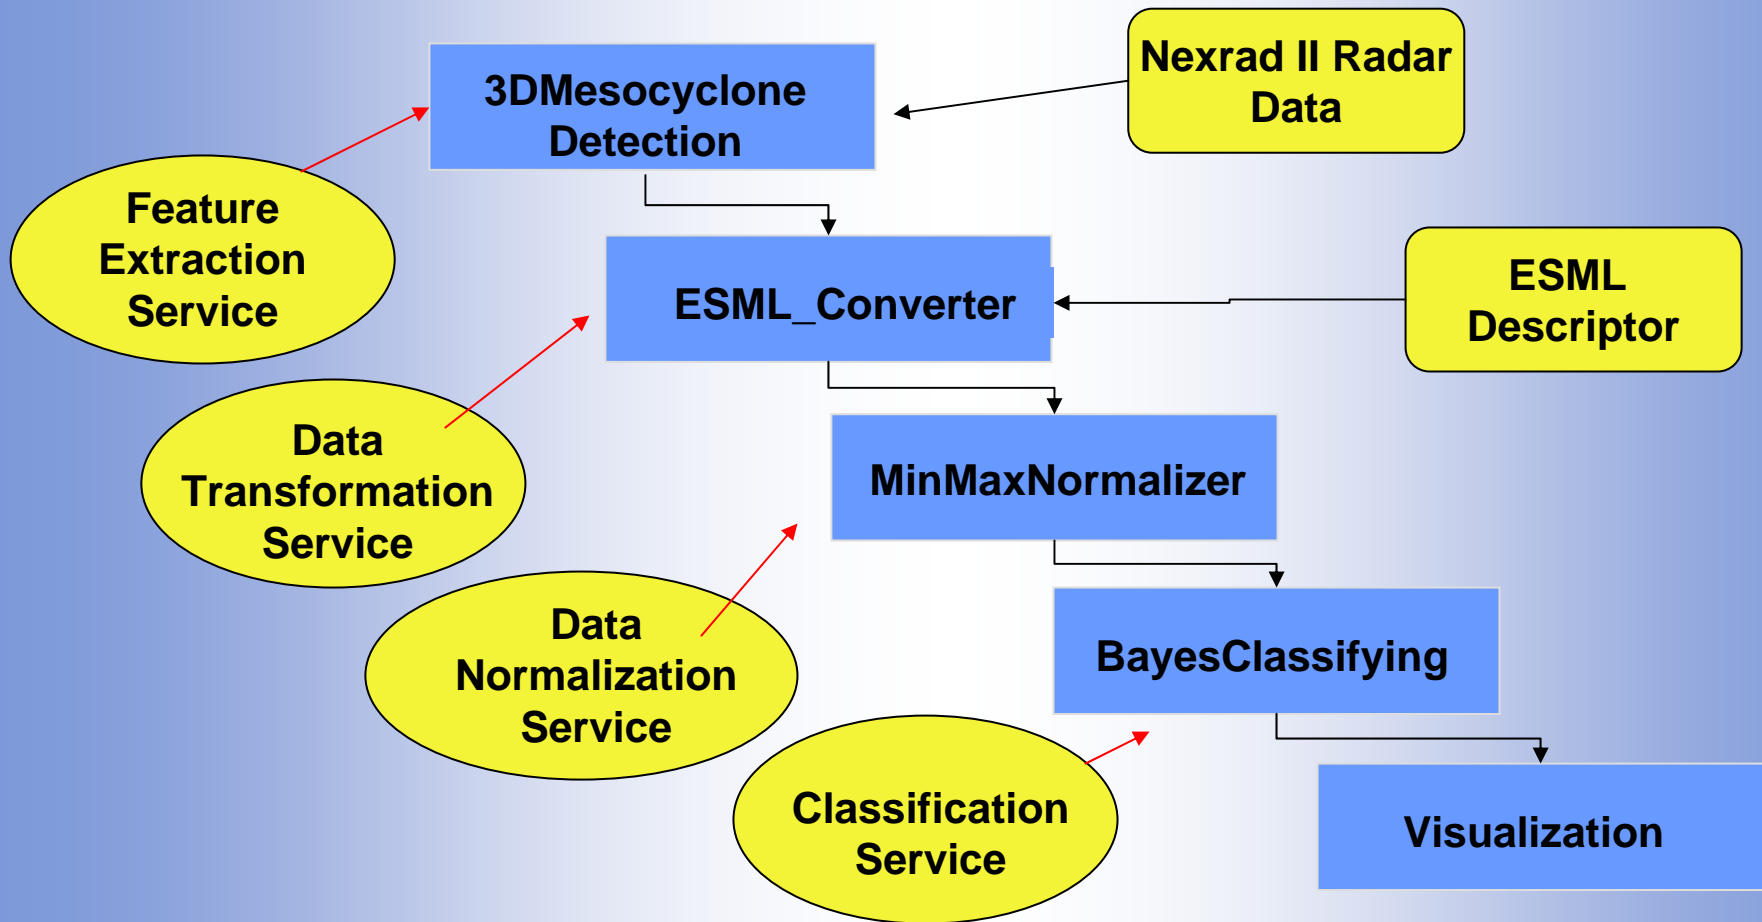 Nexrad II Radar
Data
3DMesocyclone
Detection
Feature
Extraction
Service
ESML_Converter
ESML
Descriptor
Data
Transformation
Service
MinMaxNormalizer
Data
Normalization
Service
BayesClassifying
Classification
Service
Visualization